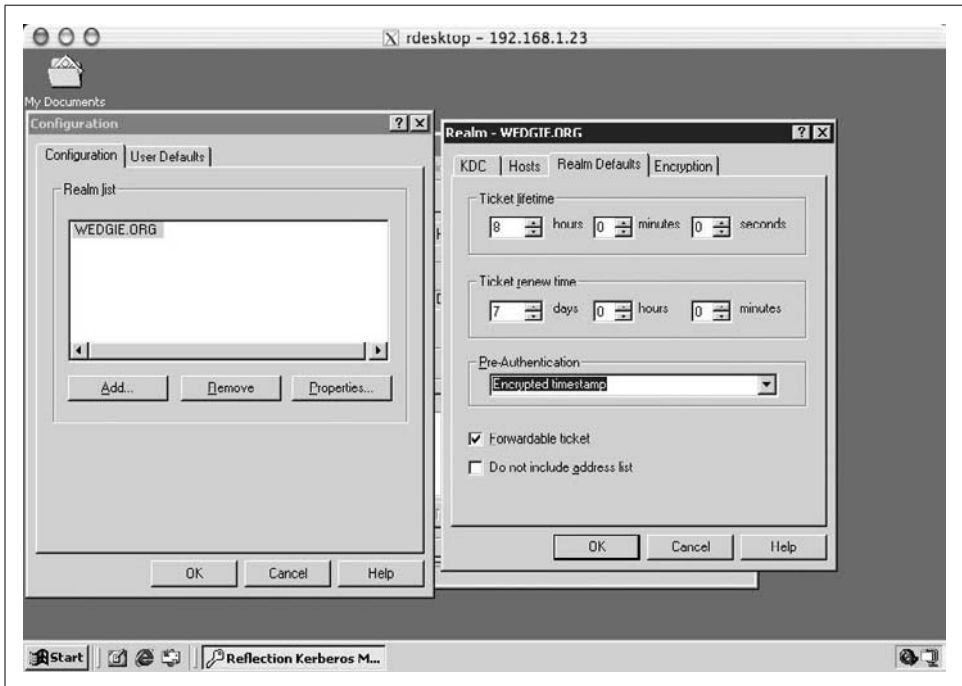 rdesktop - 192.168.1.23
My Documents
Configuration
Configuration User Defaults
Realm list
WEDGIE.ORG
Add... Remove Properties...
OK Cancel Help
Realm - WEDGIE.ORG
KDC Hosts Realm Defaults Encryption
Ticket lifetime
8 hours 0 minutes 0 seconds
Ticket renew time
7 days 0 hours 0 minutes
Pre-Authentication
Encrypted timestamp
Forwardable ticket
Do not include address list
OK Cancel Help
Start Reflection Kerberos M...